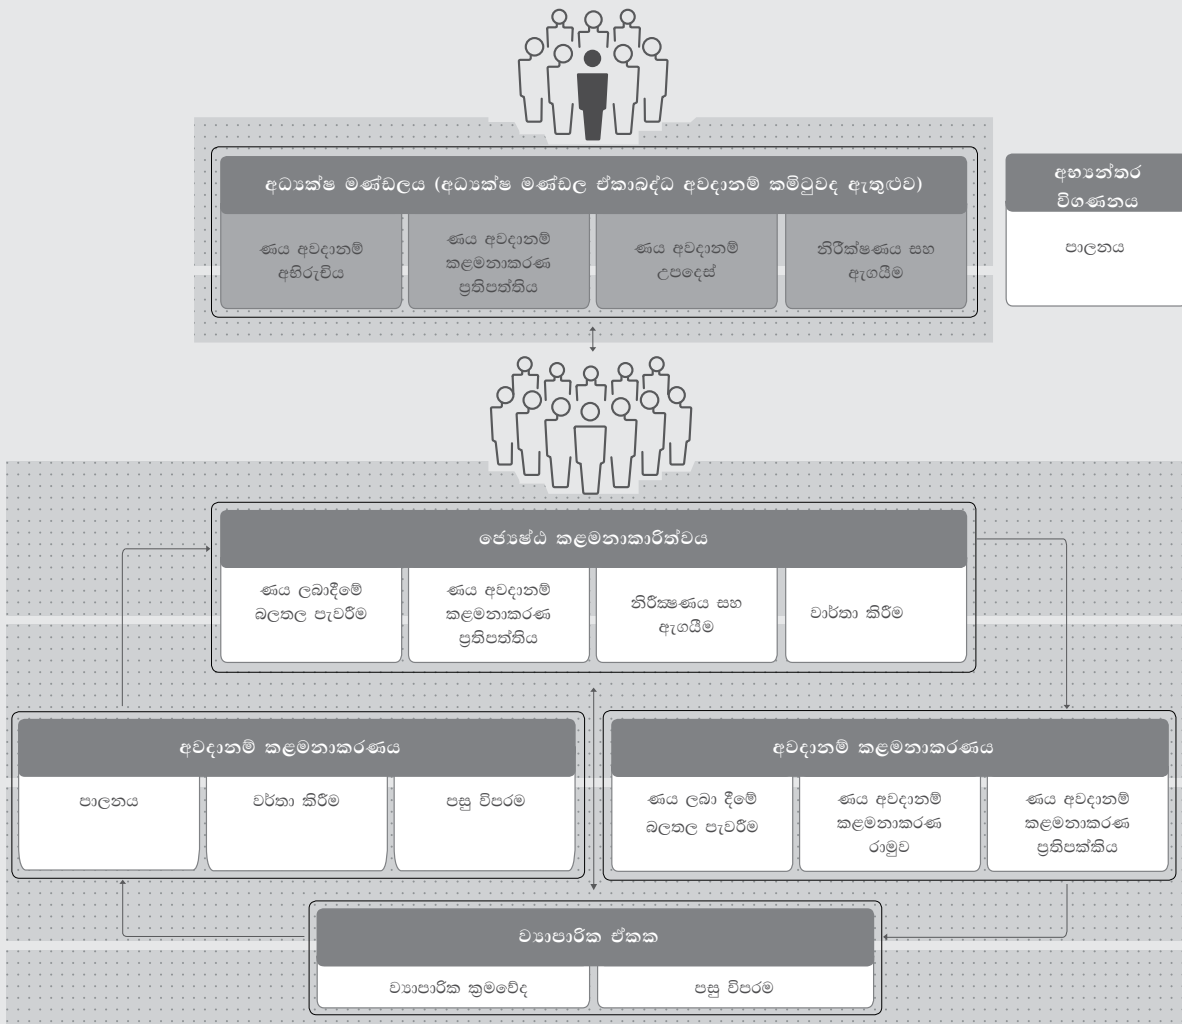 අධ්‍යක්ෂ මණ්ඩලය (අධ්‍යක්ෂ මණ්ඩල ඒකාබද්ධ අවදානම් කමිටුවද ඇතුළුව)
ණය අවදානම්
අභිරුචිය
ණය අවදානම්
කළමනාකරණ
ප්‍රතිපත්තිය
ණය අවදානම්
උපදෙස්
නිරීක්ෂණය සහ
ඇගයීම
අභ්‍යන්තර
විගණනය
පාලනය
ජ්‍යෙෂ්ඨ කළමනාකාරිත්වය
ණය ලබාදීමේ
බලතල පැවරීම
ණය අවදානම්
කළමනාකරණ
ප්‍රතිපත්තිය
නිරීක්‍ෂණය සහ
ඇගයීම
වාර්තා කිරීම
අවදානම් කළමනාකරණය
පාලනය
වර්තා කිරීම
පසු විපරම
අවදානම් කළමනාකරණය
ණය ලබා දීමේ
බලතල පැවරීම
ණය අවදානම්
කළමනාකරණ
රාමුව
ණය අවදානම්
කළමනාකරණ
ප්‍රතිපක්කිය
ව්‍යාපාරික ඒකක
ව්‍යාපාරික ක්‍රමවේද
පසු විපරම